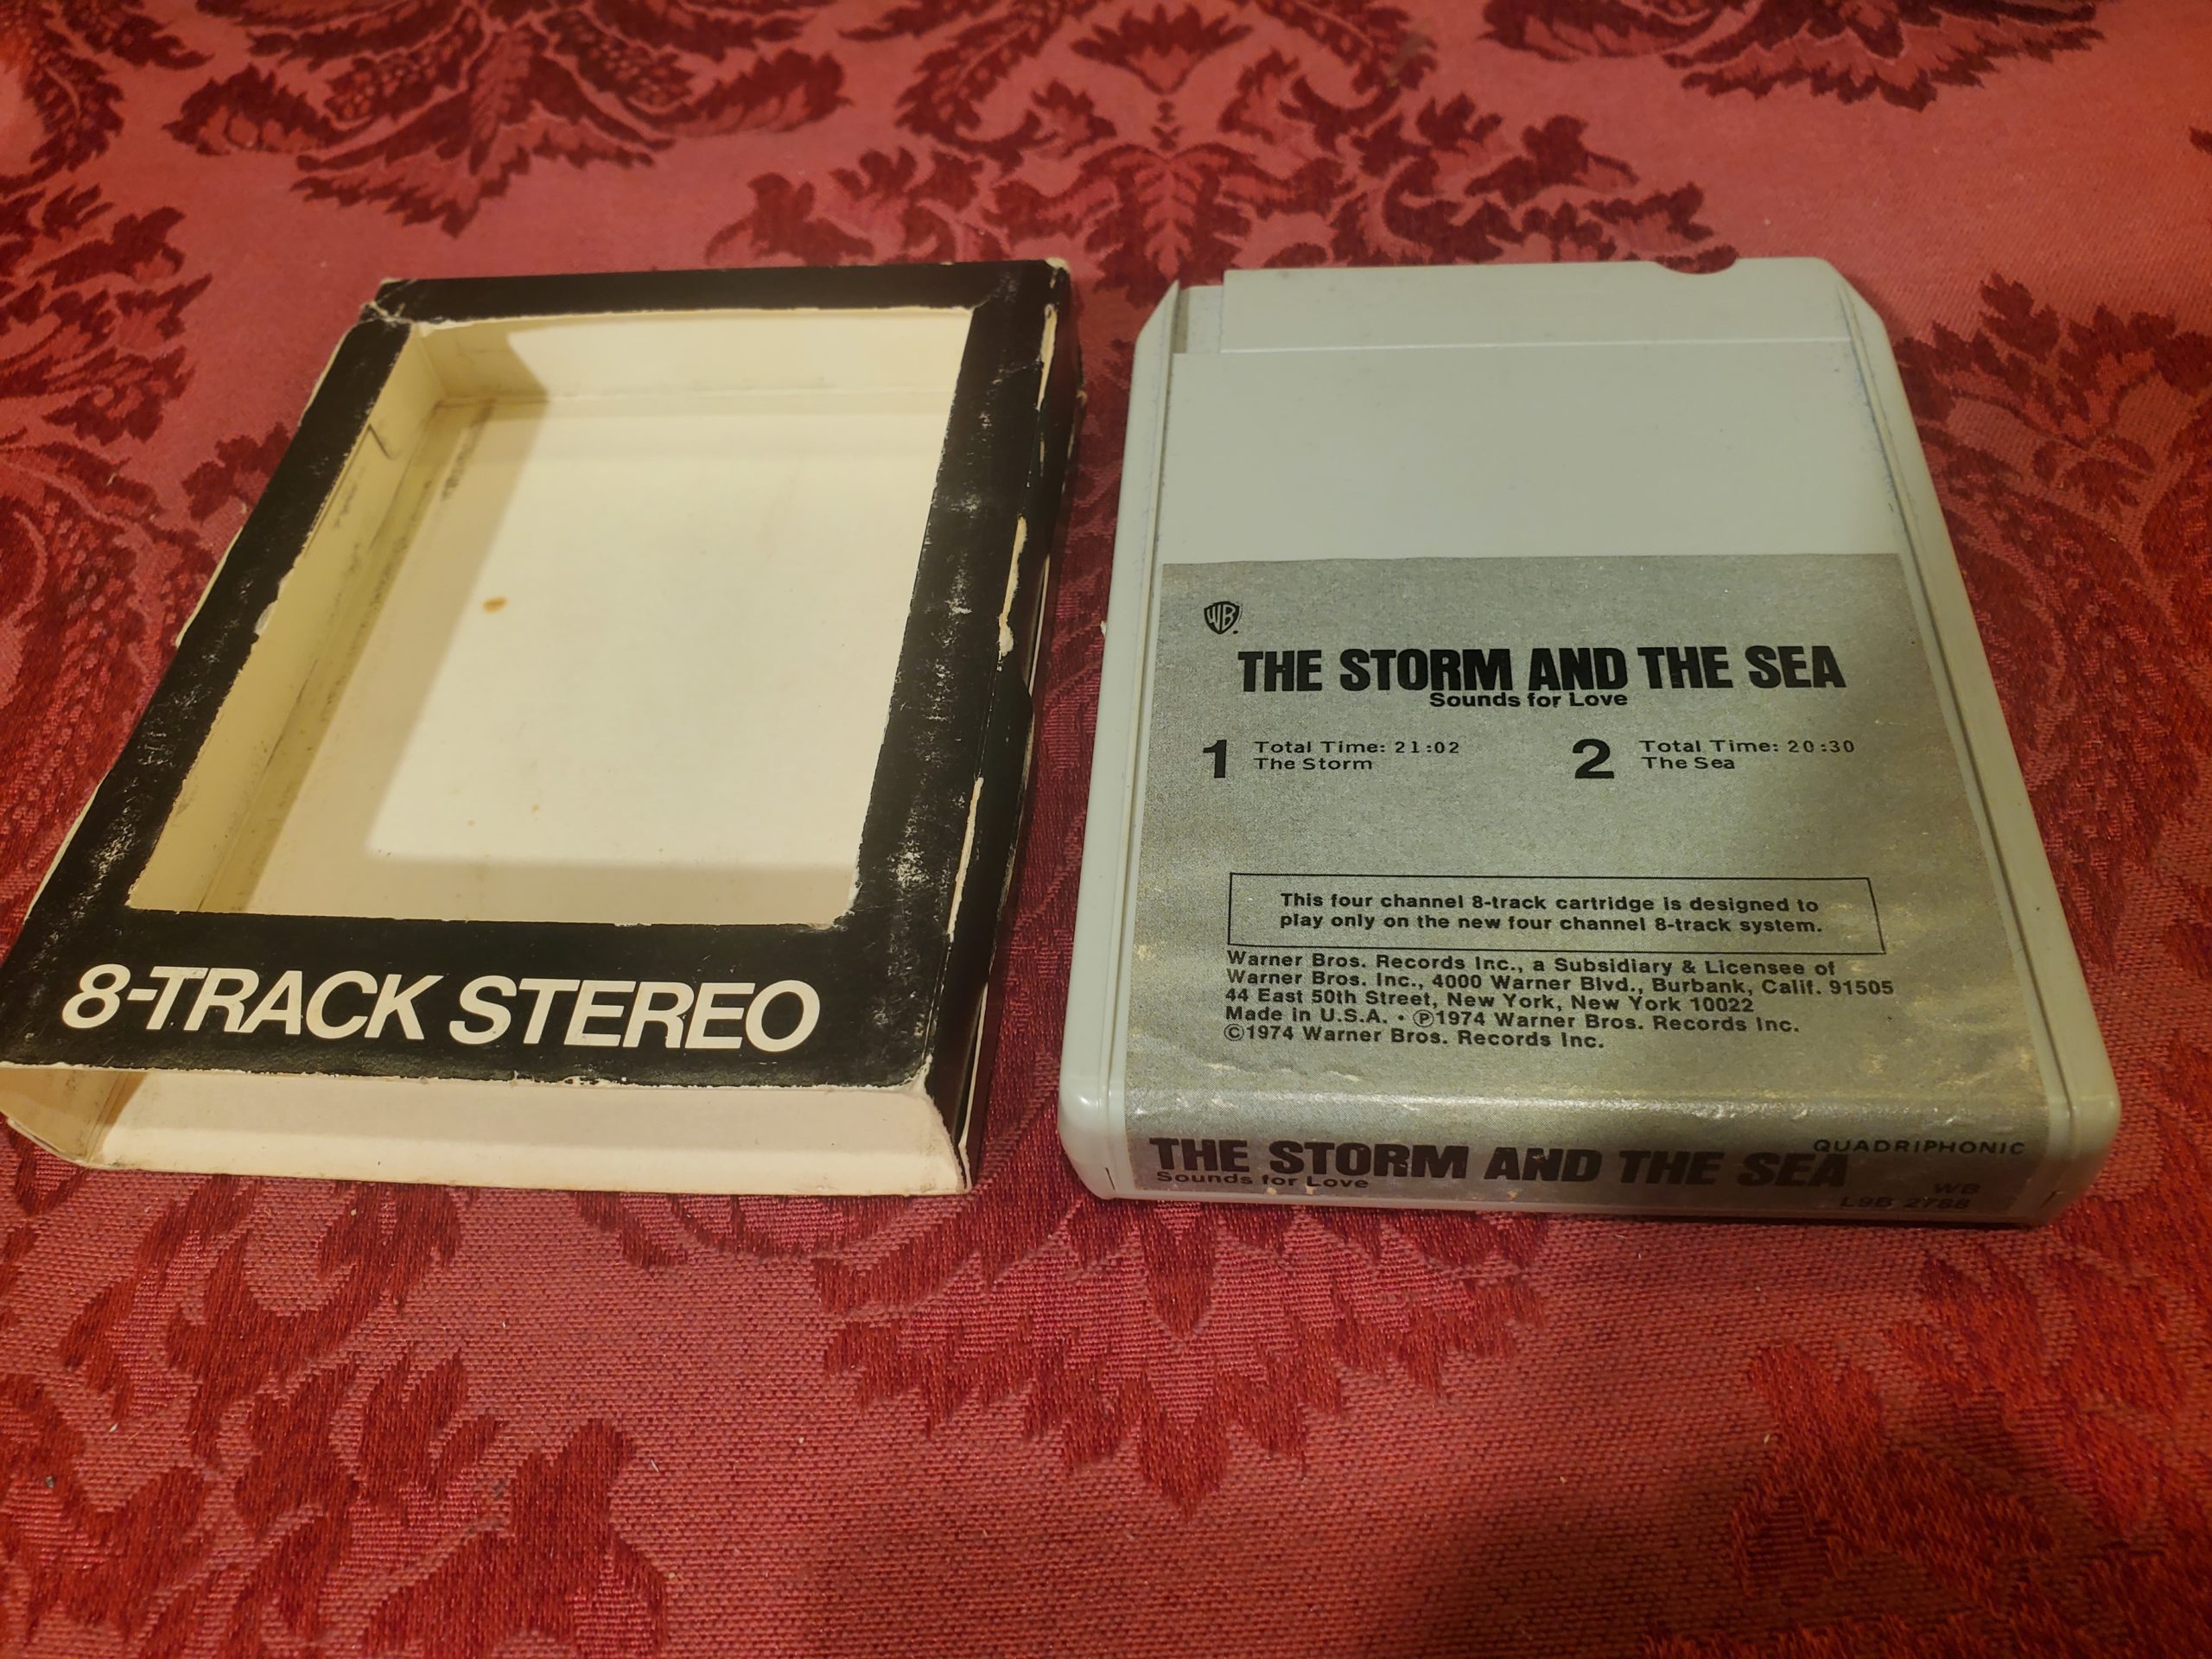 8-TRACK STEREO
WB
THE STORM AND THE SEA
Sounds for Love
1 Total Time: 21:02
The Storm
2 Total Time: 20:30
The Sea
This four channel 8-track cartridge is designed to
play only on the new four channel 8-track system.
Warner Bros. Records Inc., a Subsidiary & Licensee of
Warner Bros. Inc., 4000 Warner Blvd., Burbank, Calif. 91505
44 East 50th Street, New York, New York 10022
Made in U.S.A. • ℗1974 Warner Bros. Records Inc.
©1974 Warner Bros. Records Inc.
QUADRIPHONIC
THE STORM AND THE SEA
Sounds for Love
WB
L9B 2788